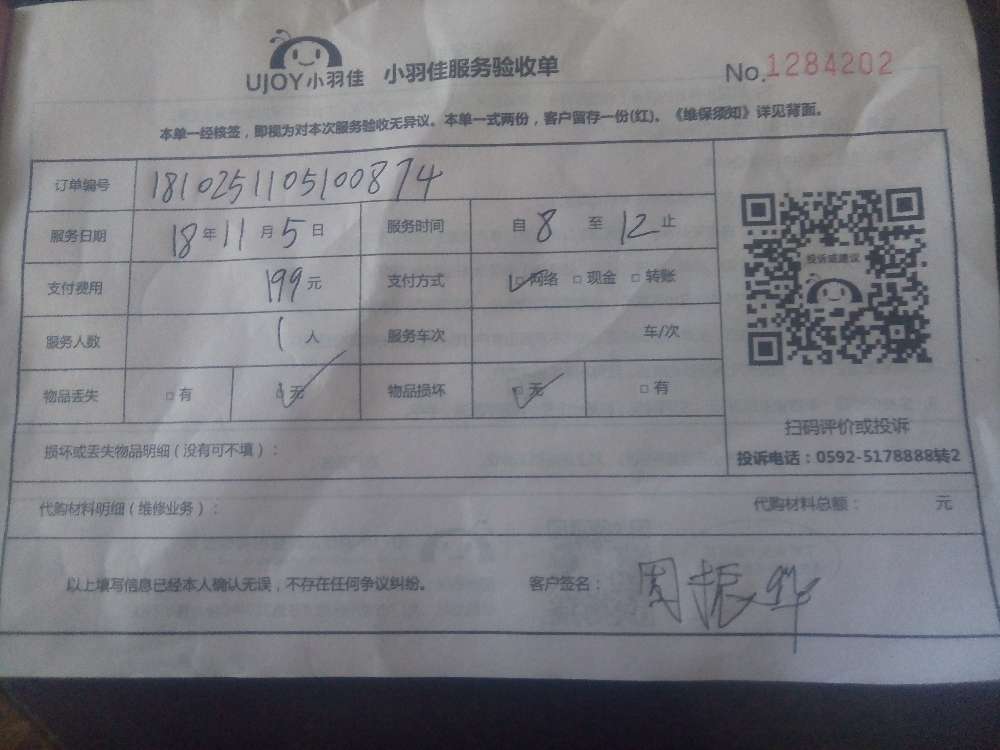 UJOY小羽佳 小羽佳服务验收单 No.1284202
本单一经核签，即视为对本次服务验收无异议。本单一式两份，客户留存一份(红)。《维保须知》详见背面。
订单编号 1810251105100874
服务日期 18年11月5日 服务时间 自8至12止
支付费用 199元 支付方式 ☑网络 □现金 □转账
服务人数 1人 服务车次 车/次
物品丢失 □有 ☑无 物品损坏 ☑无 □有
投诉或建议
扫码评价或投诉
投诉电话：0592-5178888转2
损坏或丢失物品明细（没有可不填）：
代购材料明细（维修业务）： 代购材料总额： 元
以上填写信息已经本人确认无误，不存在任何争议纠纷。 客户签名：周振华